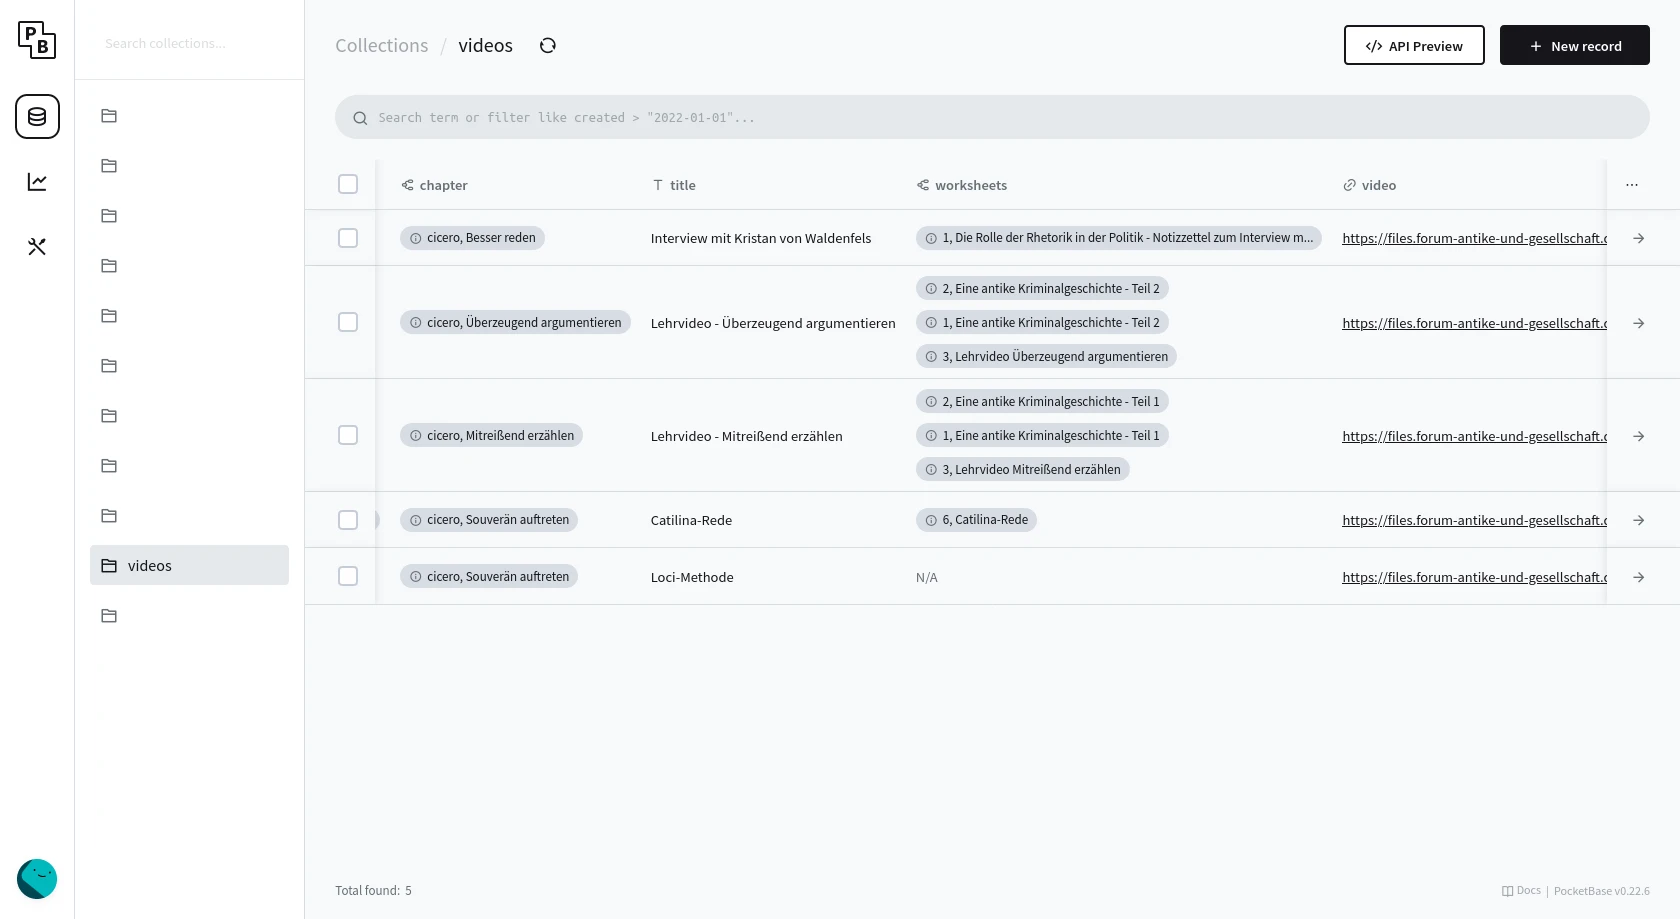 P
B
Search collections...
videos
Collections / videos
API Preview
New record
Search term or filter like created > "2022-01-01"...
chapter title worksheets video
cicero, Besser reden Interview mit Kristan von Waldenfels 1, Die Rolle der Rhetorik in der Politik - Notizzettel zum Interview m... https://files.forum-antike-und-gesellschaft.c
2, Eine antike Kriminalgeschichte - Teil 2
cicero, Überzeugend argumentieren Lehrvideo - Überzeugend argumentieren 1, Eine antike Kriminalgeschichte - Teil 2 https://files.forum-antike-und-gesellschaft.c
3, Lehrvideo Überzeugend argumentieren
2, Eine antike Kriminalgeschichte - Teil 1
cicero, Mitreißend erzählen Lehrvideo - Mitreißend erzählen 1, Eine antike Kriminalgeschichte - Teil 1 https://files.forum-antike-und-gesellschaft.c
3, Lehrvideo Mitreißend erzählen
cicero, Souverän auftreten Catilina-Rede 6, Catilina-Rede https://files.forum-antike-und-gesellschaft.c
cicero, Souverän auftreten Loci-Methode N/A https://files.forum-antike-und-gesellschaft.c
Total found: 5
Docs | PocketBase v0.22.6